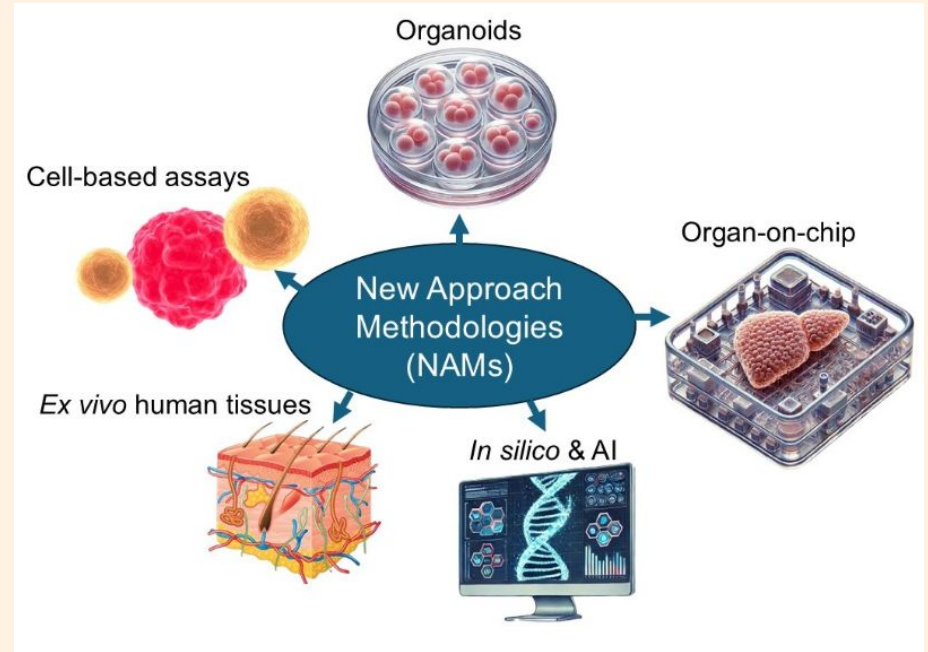 Organoids
Cell-based assays
Organ-on-chip
New Approach
Methodologies
(NAMs)
Ex vivo human tissues
In silico & AI